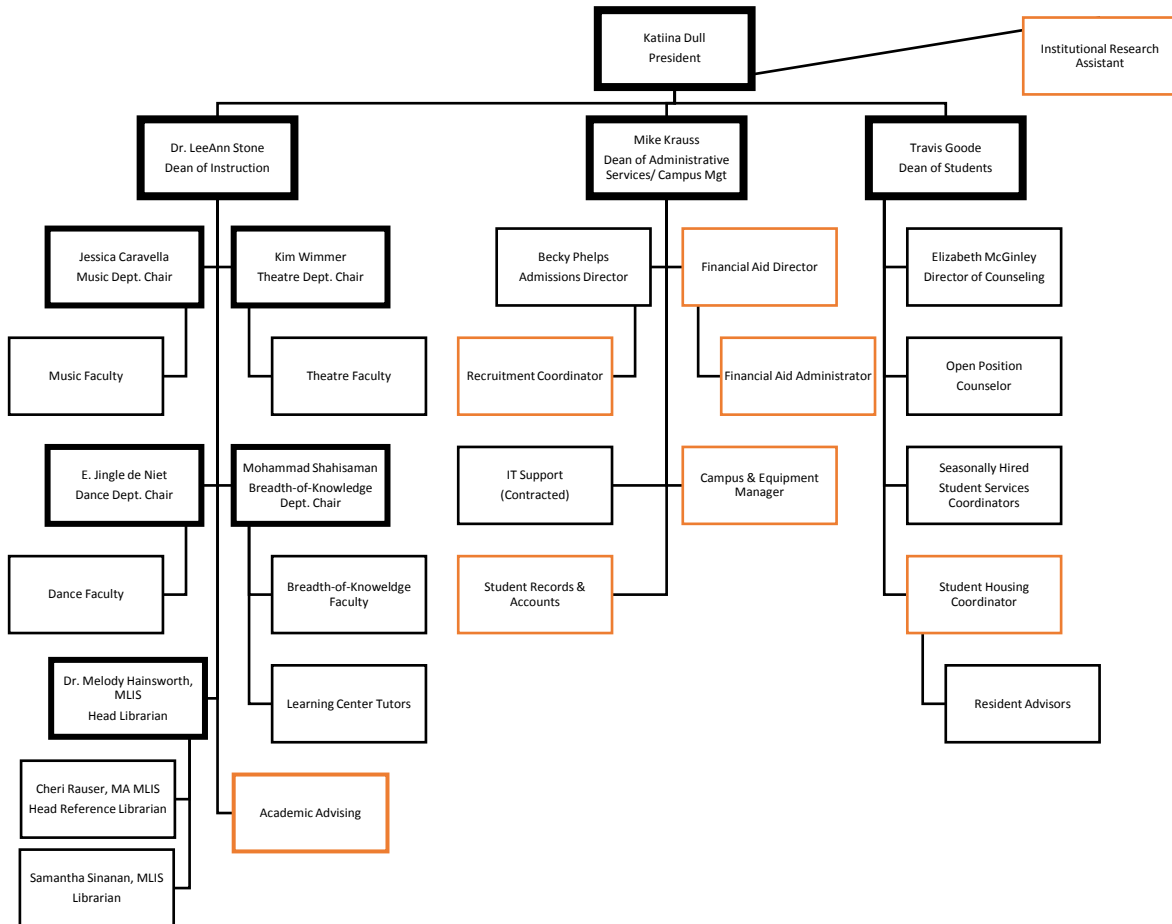 Katiina Dull
President
Institutional Research
Assistant
Dr. LeeAnn Stone
Dean of Instruction
Mike Krauss
Dean of Administrative
Services/ Campus Mgt
Travis Goode
Dean of Students
Jessica Caravella
Music Dept. Chair
Kim Wimmer
Theatre Dept. Chair
Becky Phelps
Admissions Director
Financial Aid Director
Elizabeth McGinley
Director of Counseling
Music Faculty
Theatre Faculty
Recruitment Coordinator
Financial Aid Administrator
Open Position
Counselor
E. Jingle de Niet
Dance Dept. Chair
Mohammad Shahisaman
Breadth-of-Knowledge
Dept. Chair
IT Support
(Contracted)
Campus & Equipment
Manager
Seasonally Hired
Student Services
Coordinators
Dance Faculty
Breadth-of-Knoweldge
Faculty
Student Records &
Accounts
Student Housing
Coordinator
Dr. Melody Hainsworth,
MLIS
Head Librarian
Learning Center Tutors
Resident Advisors
Cheri Rauser, MA MLIS
Head Reference Librarian
Academic Advising
Samantha Sinanan, MLIS
Librarian